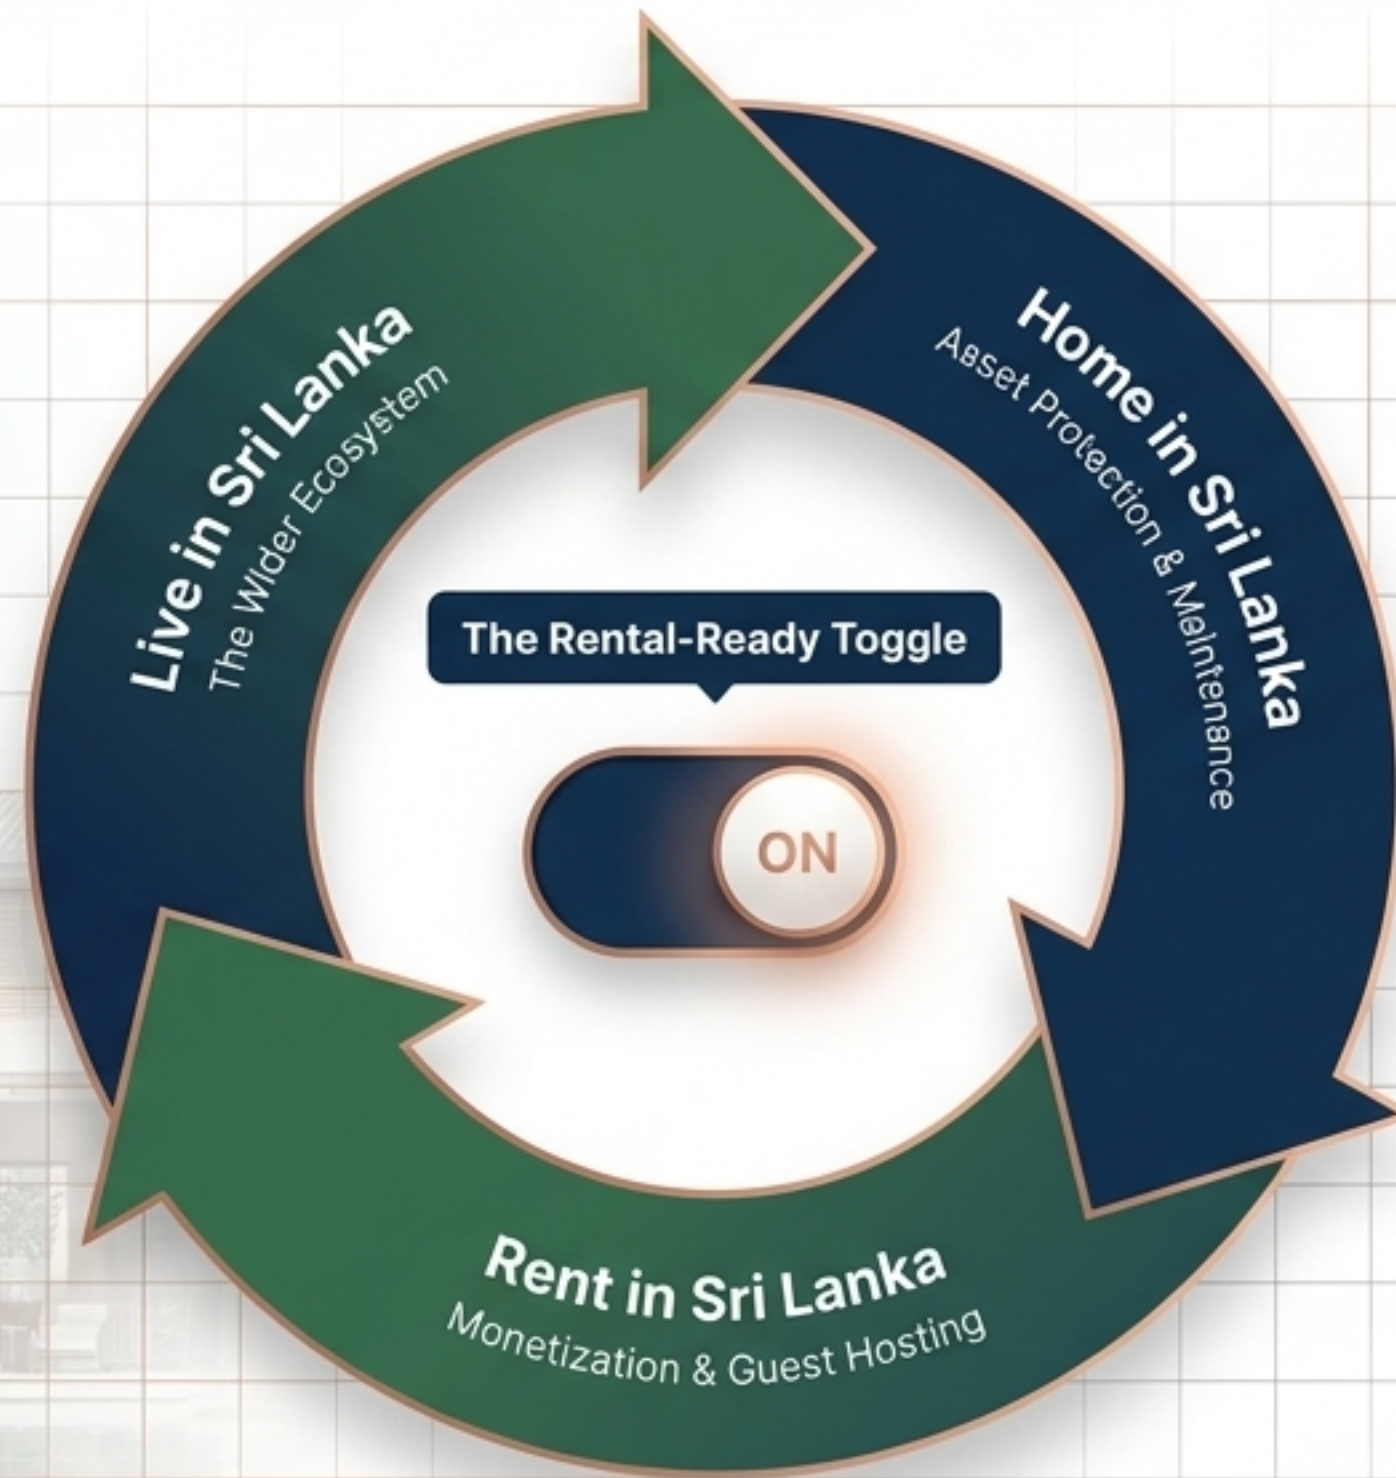 Live in Sri Lanka
The Wider Ecosystem
Home in Sri Lanka
Asset Protection & Maintenance
The Rental-Ready Toggle
ON
Rent in Sri Lanka
Monetization & Guest Hosting